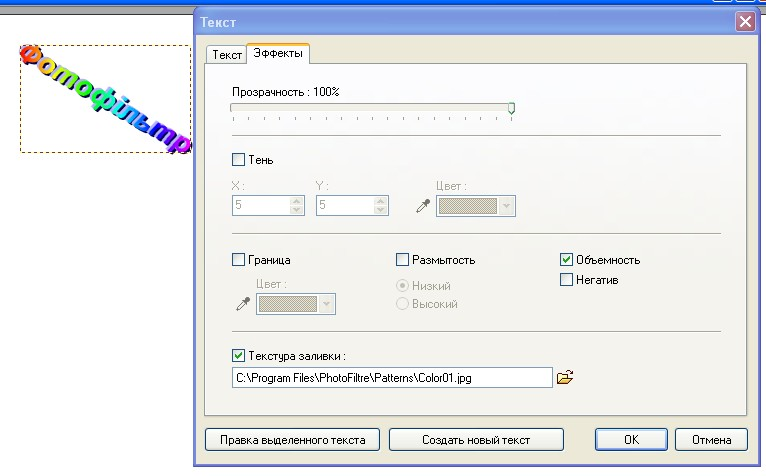 Текст
Фотофільтр
Текст Эффекты
Прозрачность : 100%
Тень
X : Y : Цвет :
5 5
Граница Размытость Объемность
Цвет : Низкий Негатив
Высокий
Текстура заливки :
C:\Program Files\PhotoFiltre\Patterns\Color01.jpg
Правка выделенного текста Создать новый текст OK Отмена